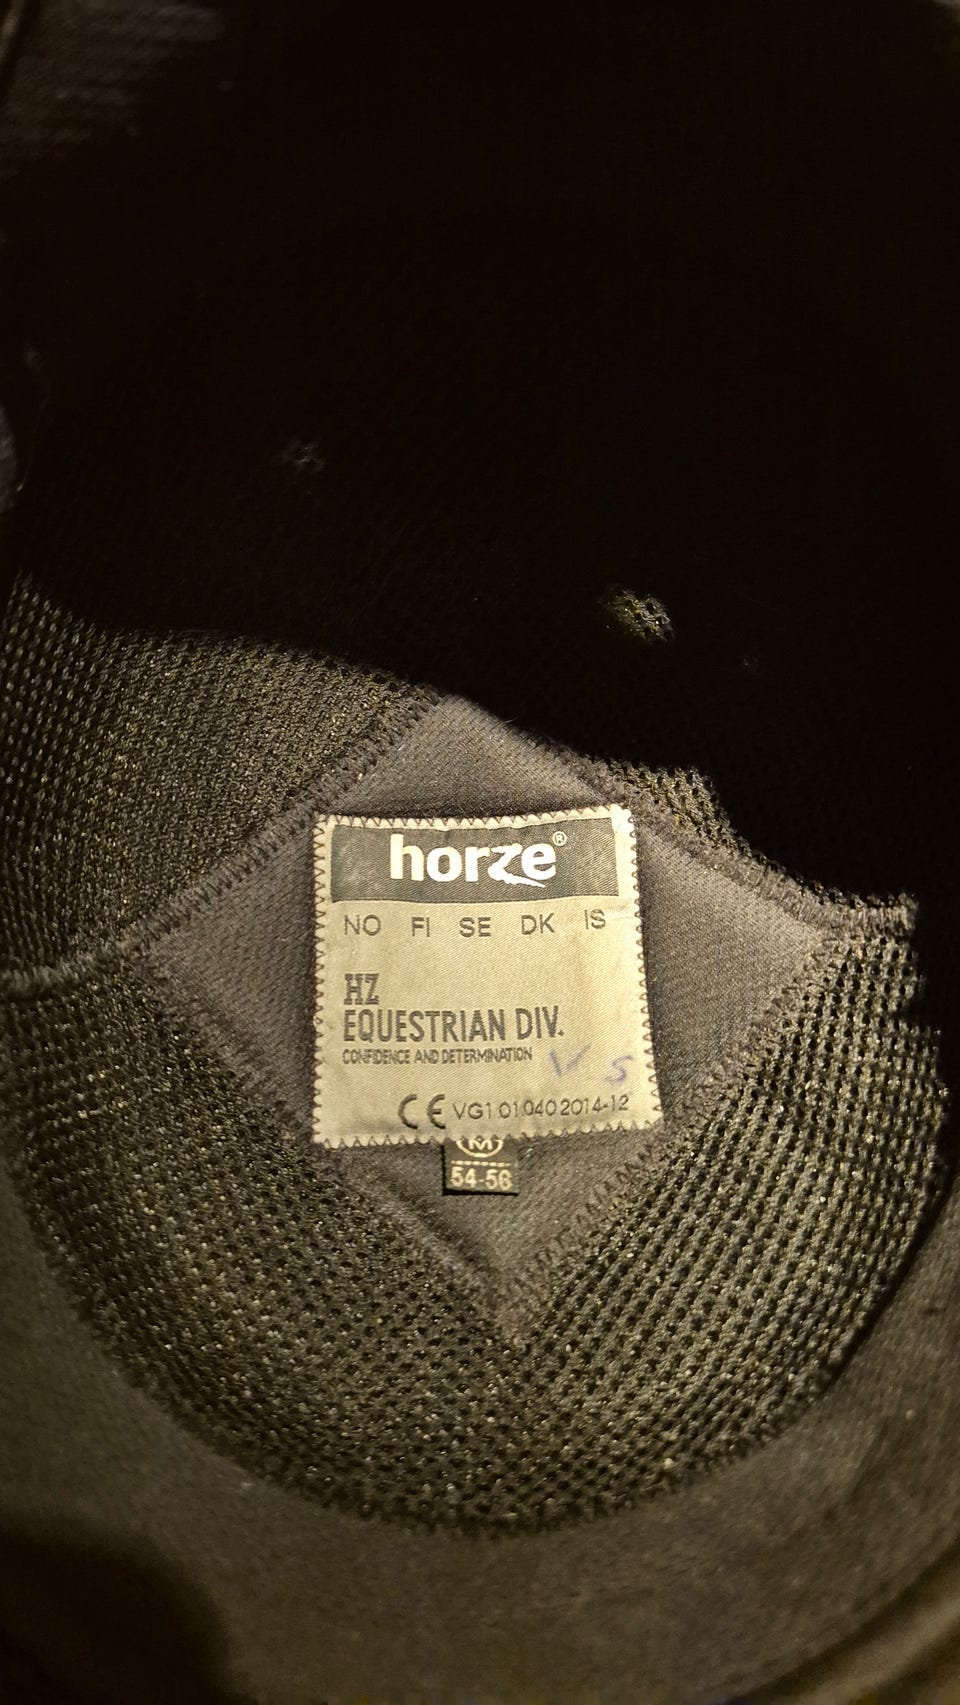 horze®
NO FI SE DK IS
HZ
EQUESTRIAN DIV.
CONFIDENCE AND DETERMINATION
V S
CE VG1 01 040 2014-12
M
54-56